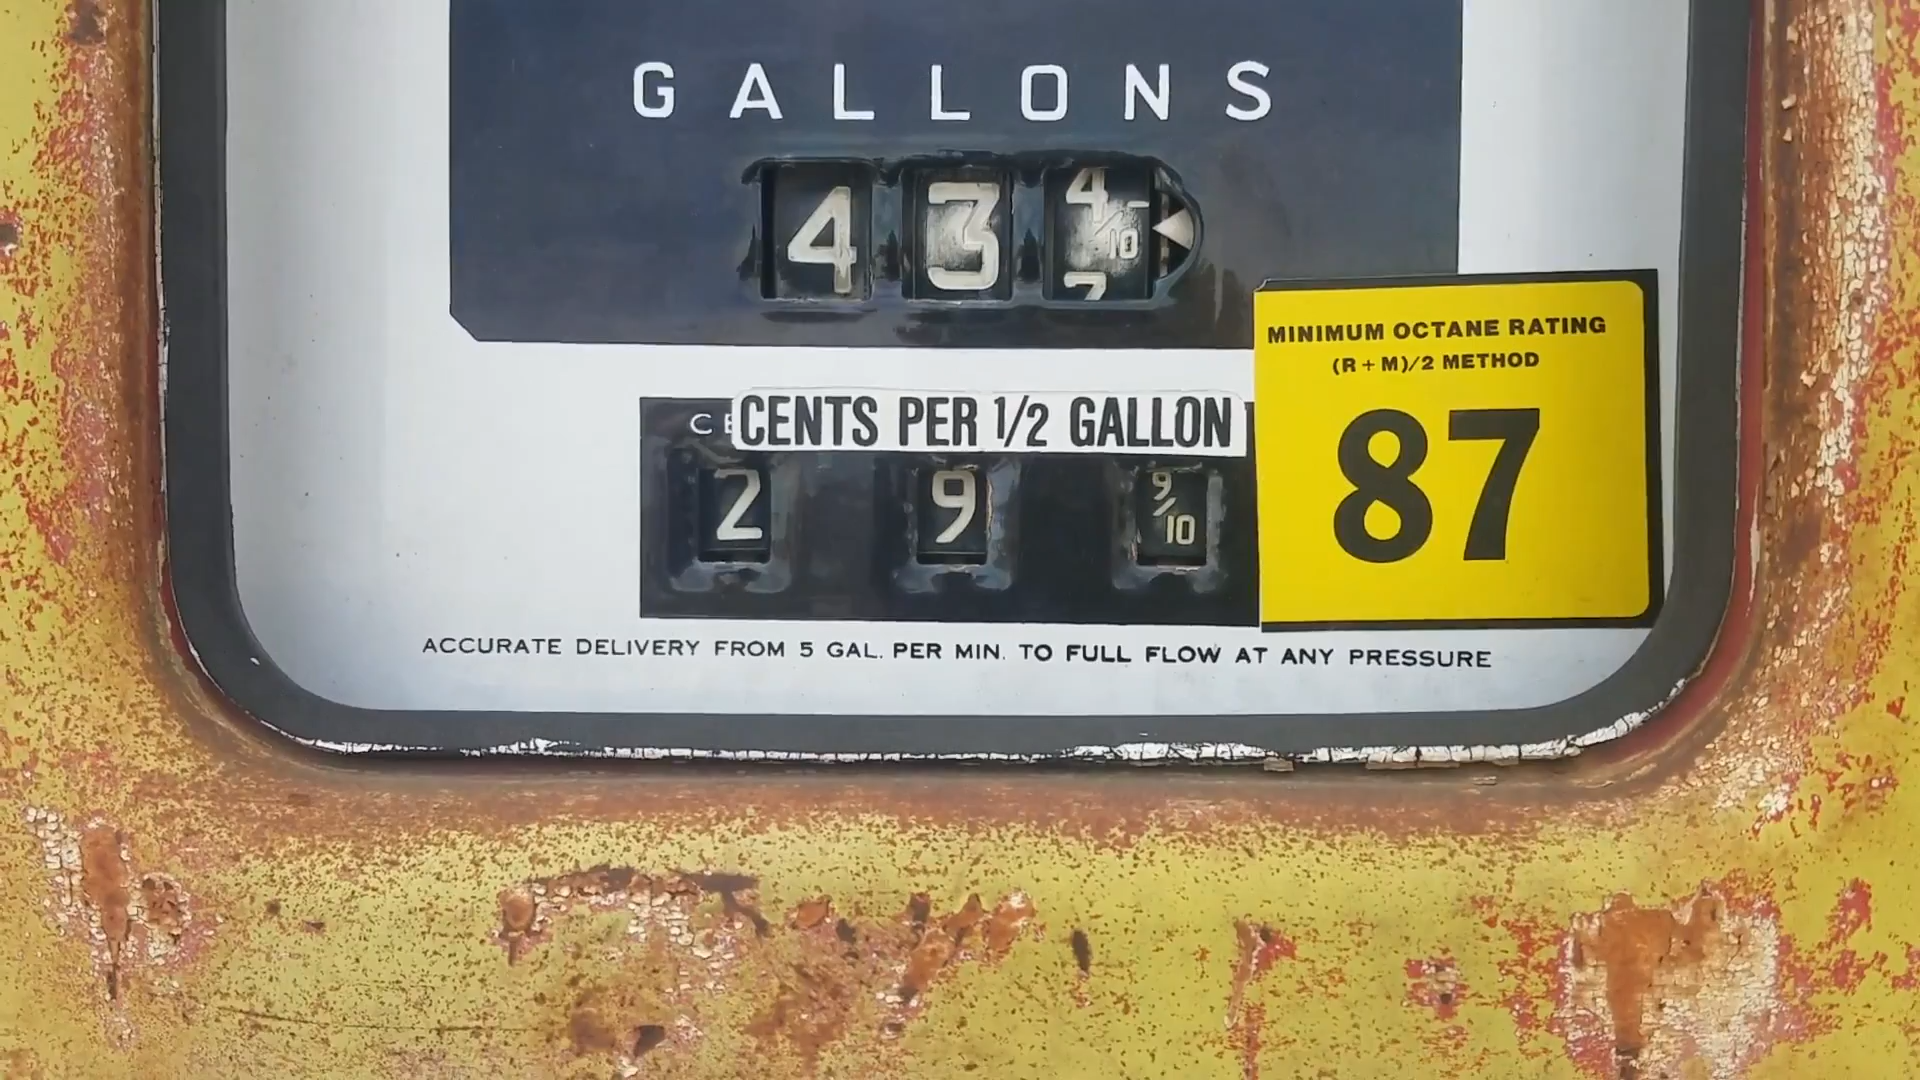 GALLONS
4 3 4/10
7
CENTS PER 1/2 GALLON
2 9 9/10
MINIMUM OCTANE RATING
(R + M)/2 METHOD
87
ACCURATE DELIVERY FROM 5 GAL. PER MIN. TO FULL FLOW AT ANY PRESSURE